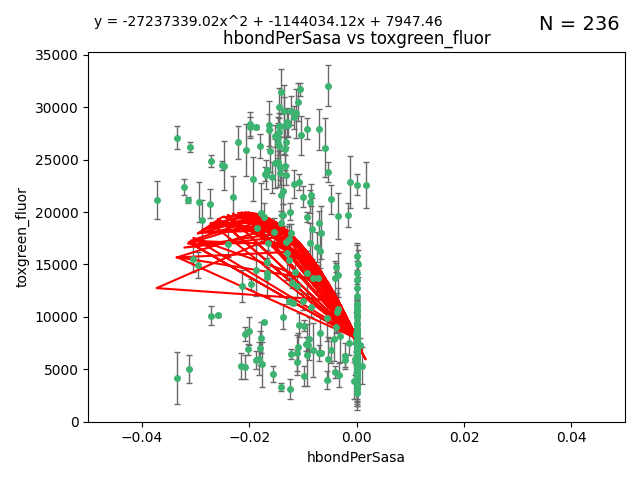 y = -27237339.02x^2 + -1144034.12x + 7947.46
N = 236
hbondPerSasa vs toxgreen_fluor
35000
30000
25000
20000
15000
10000
5000
0
toxgreen_fluor
−0.04
−0.02
0.00
0.02
0.04
hbondPerSasa